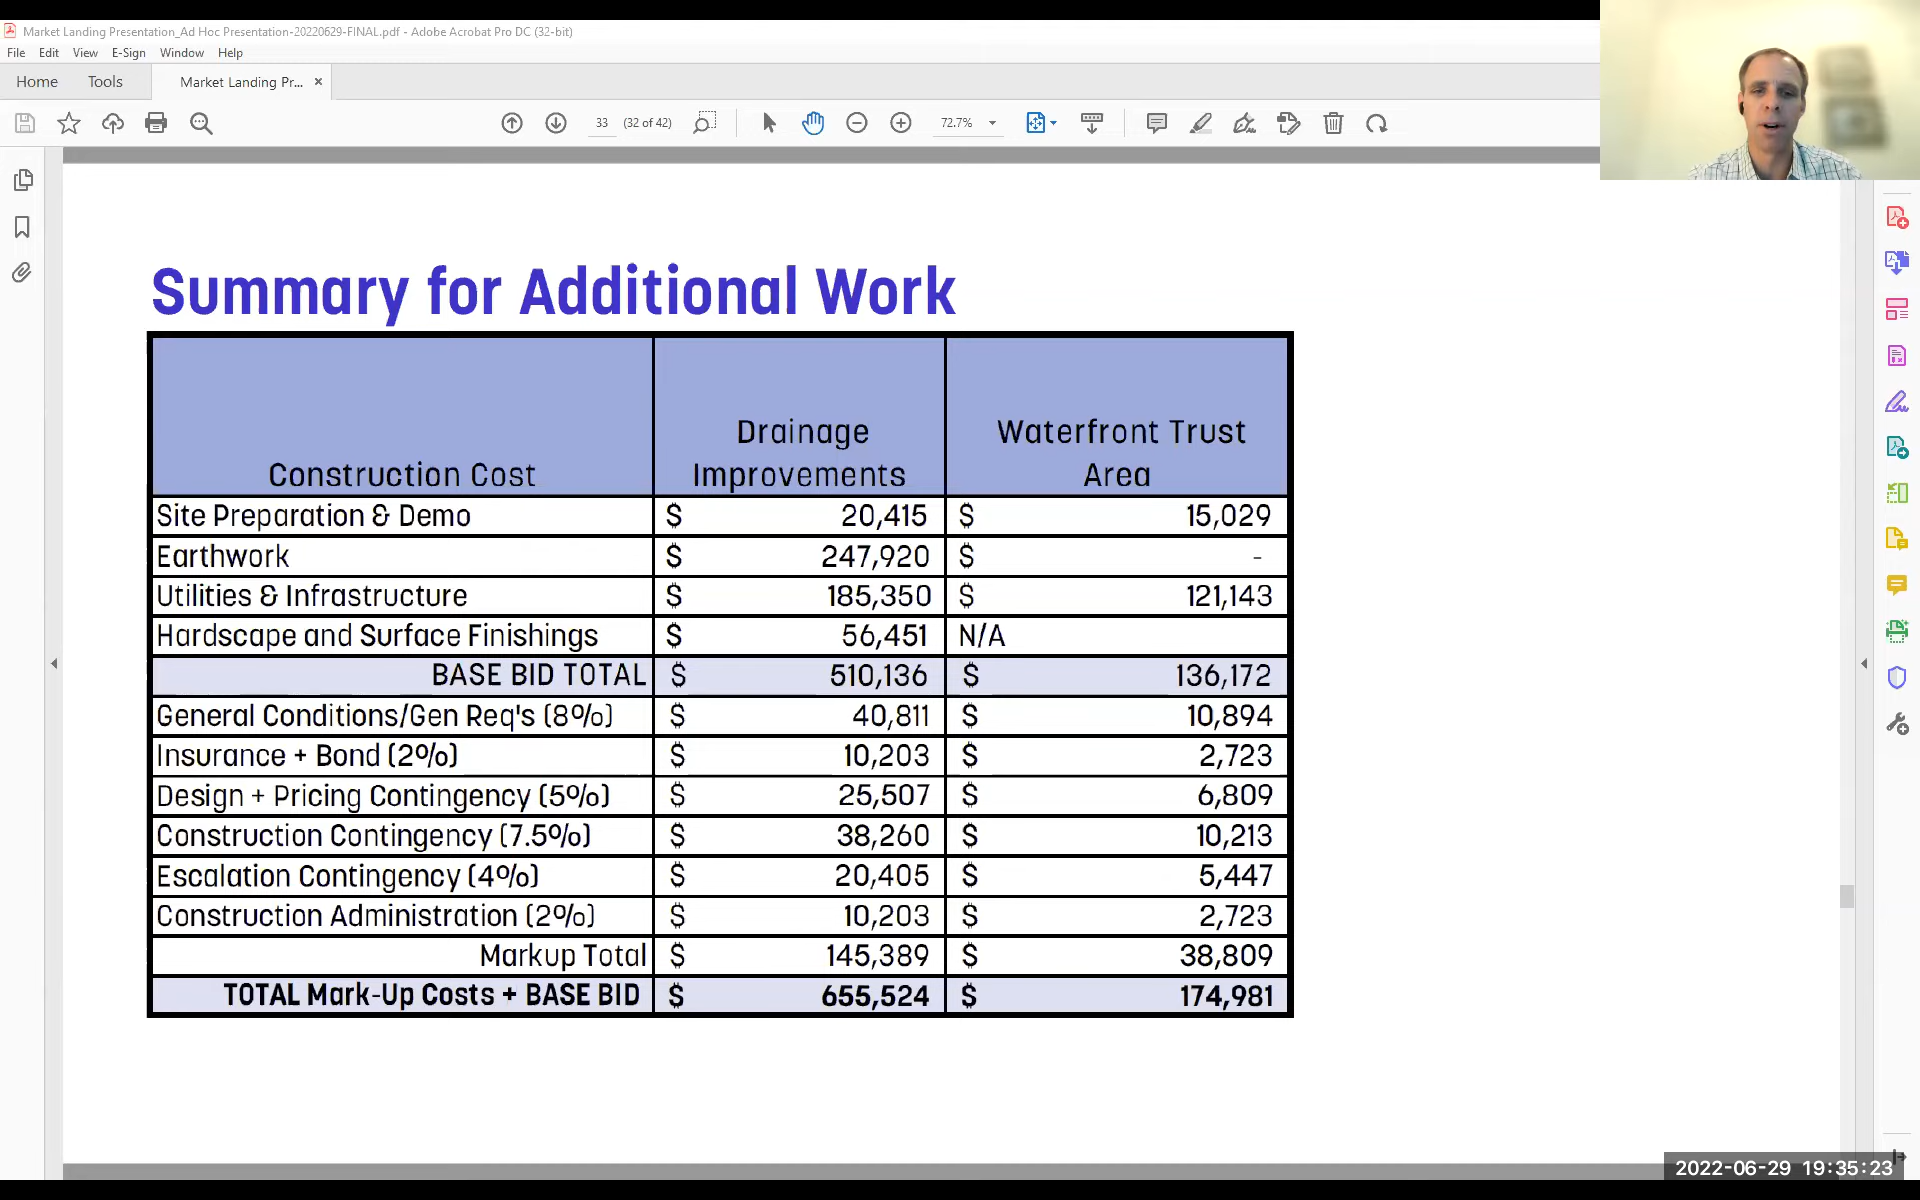 Market Landing Presentation_Ad Hoc Presentation-20220629-FINAL.pdf - Adobe Acrobat Pro DC (32-bit)
File Edit View E-Sign Window Help
Home Tools Market Landing Pr... ×
33 (32 of 42) 72.7%
Summary for Additional Work
Construction Cost Drainage Improvements Waterfront Trust Area
Site Preparation & Demo $ 20,415 $ 15,029
Earthwork $ 247,920 $ -
Utilities & Infrastructure $ 185,350 $ 121,143
Hardscape and Surface Finishings $ 56,451 N/A
BASE BID TOTAL $ 510,136 $ 136,172
General Conditions/Gen Req's (8%) $ 40,811 $ 10,894
Insurance + Bond (2%) $ 10,203 $ 2,723
Design + Pricing Contingency (5%) $ 25,507 $ 6,809
Construction Contingency (7.5%) $ 38,260 $ 10,213
Escalation Contingency (4%) $ 20,405 $ 5,447
Construction Administration (2%) $ 10,203 $ 2,723
Markup Total $ 145,389 $ 38,809
TOTAL Mark-Up Costs + BASE BID $ 655,524 $ 174,981
2022-06-29 19:35:23